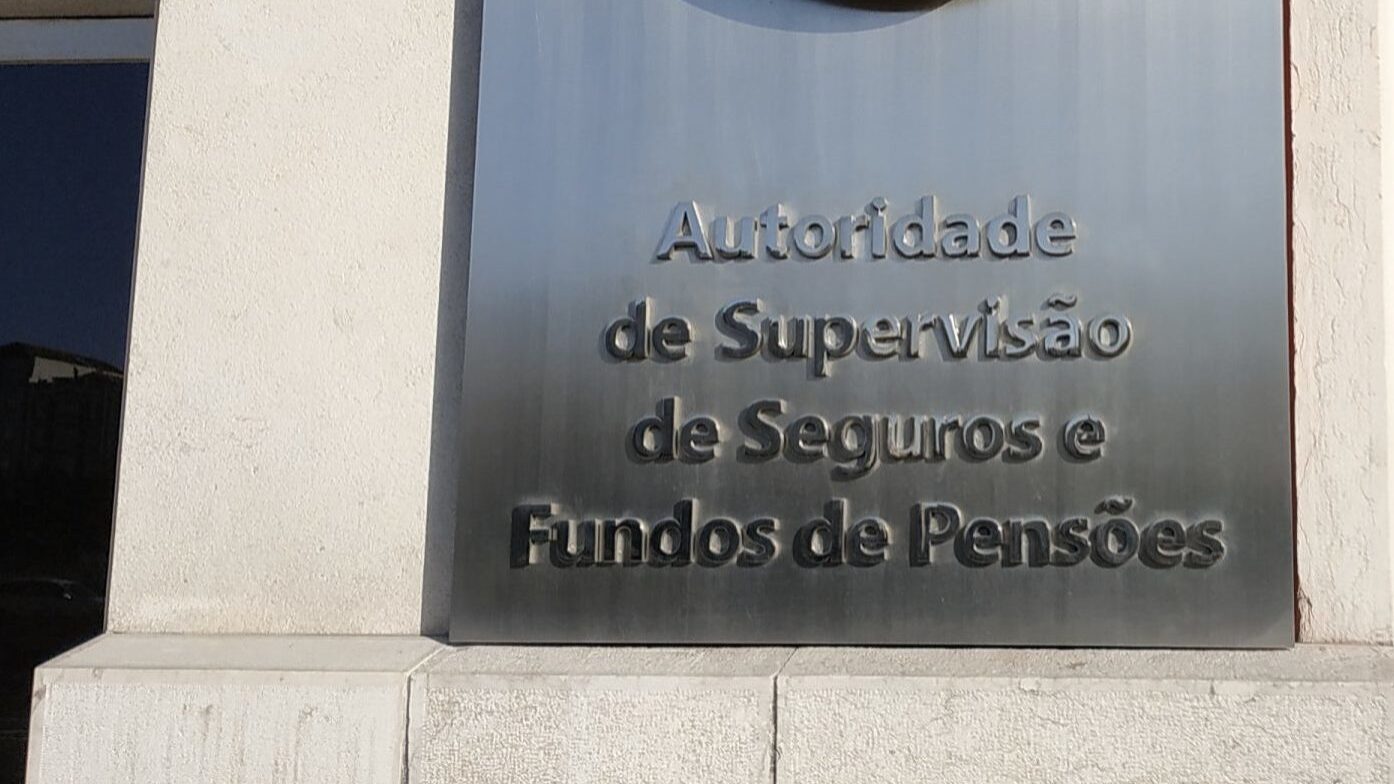 Autoridade
de Supervisão
de Seguros e
Fundos de Pensões